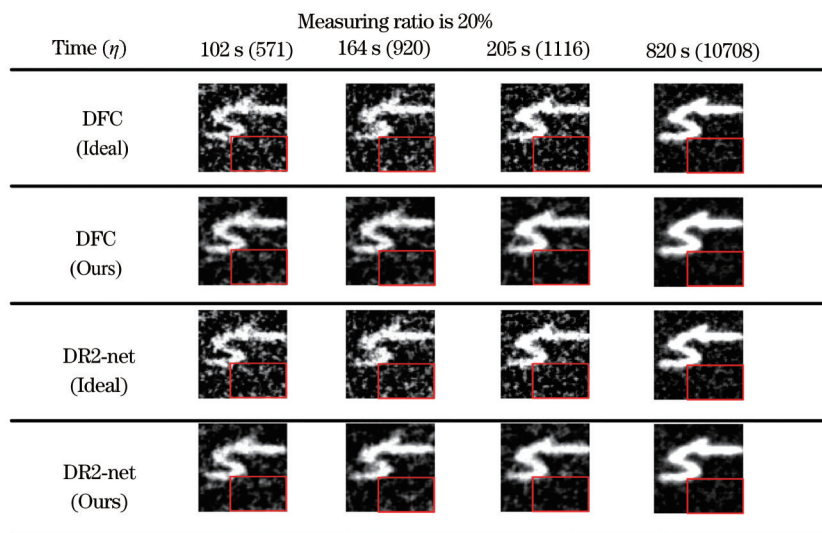 Measuring ratio is 20%
Time (η) 102 s (571) 164 s (920) 205 s (1116) 820 s (10708)
DFC
(Ideal)
DFC
(Ours)
DR2-net
(Ideal)
DR2-net
(Ours)